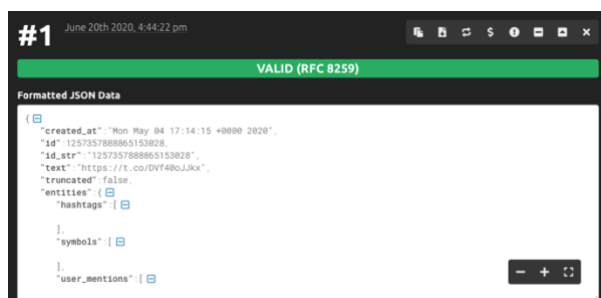 #1 June 20th 2020, 4:44:22 pm
VALID (RFC 8259)
Formatted JSON Data
{
"created_at":"Mon May 04 17:14:15 +0000 2020",
"id":1257357888865153028,
"id_str":"1257357888865153028",
"text":"https://t.co/DVf40oJJkx",
"truncated":false,
"entities":{
"hashtags":[
],
"symbols":[
],
"user_mentions":[